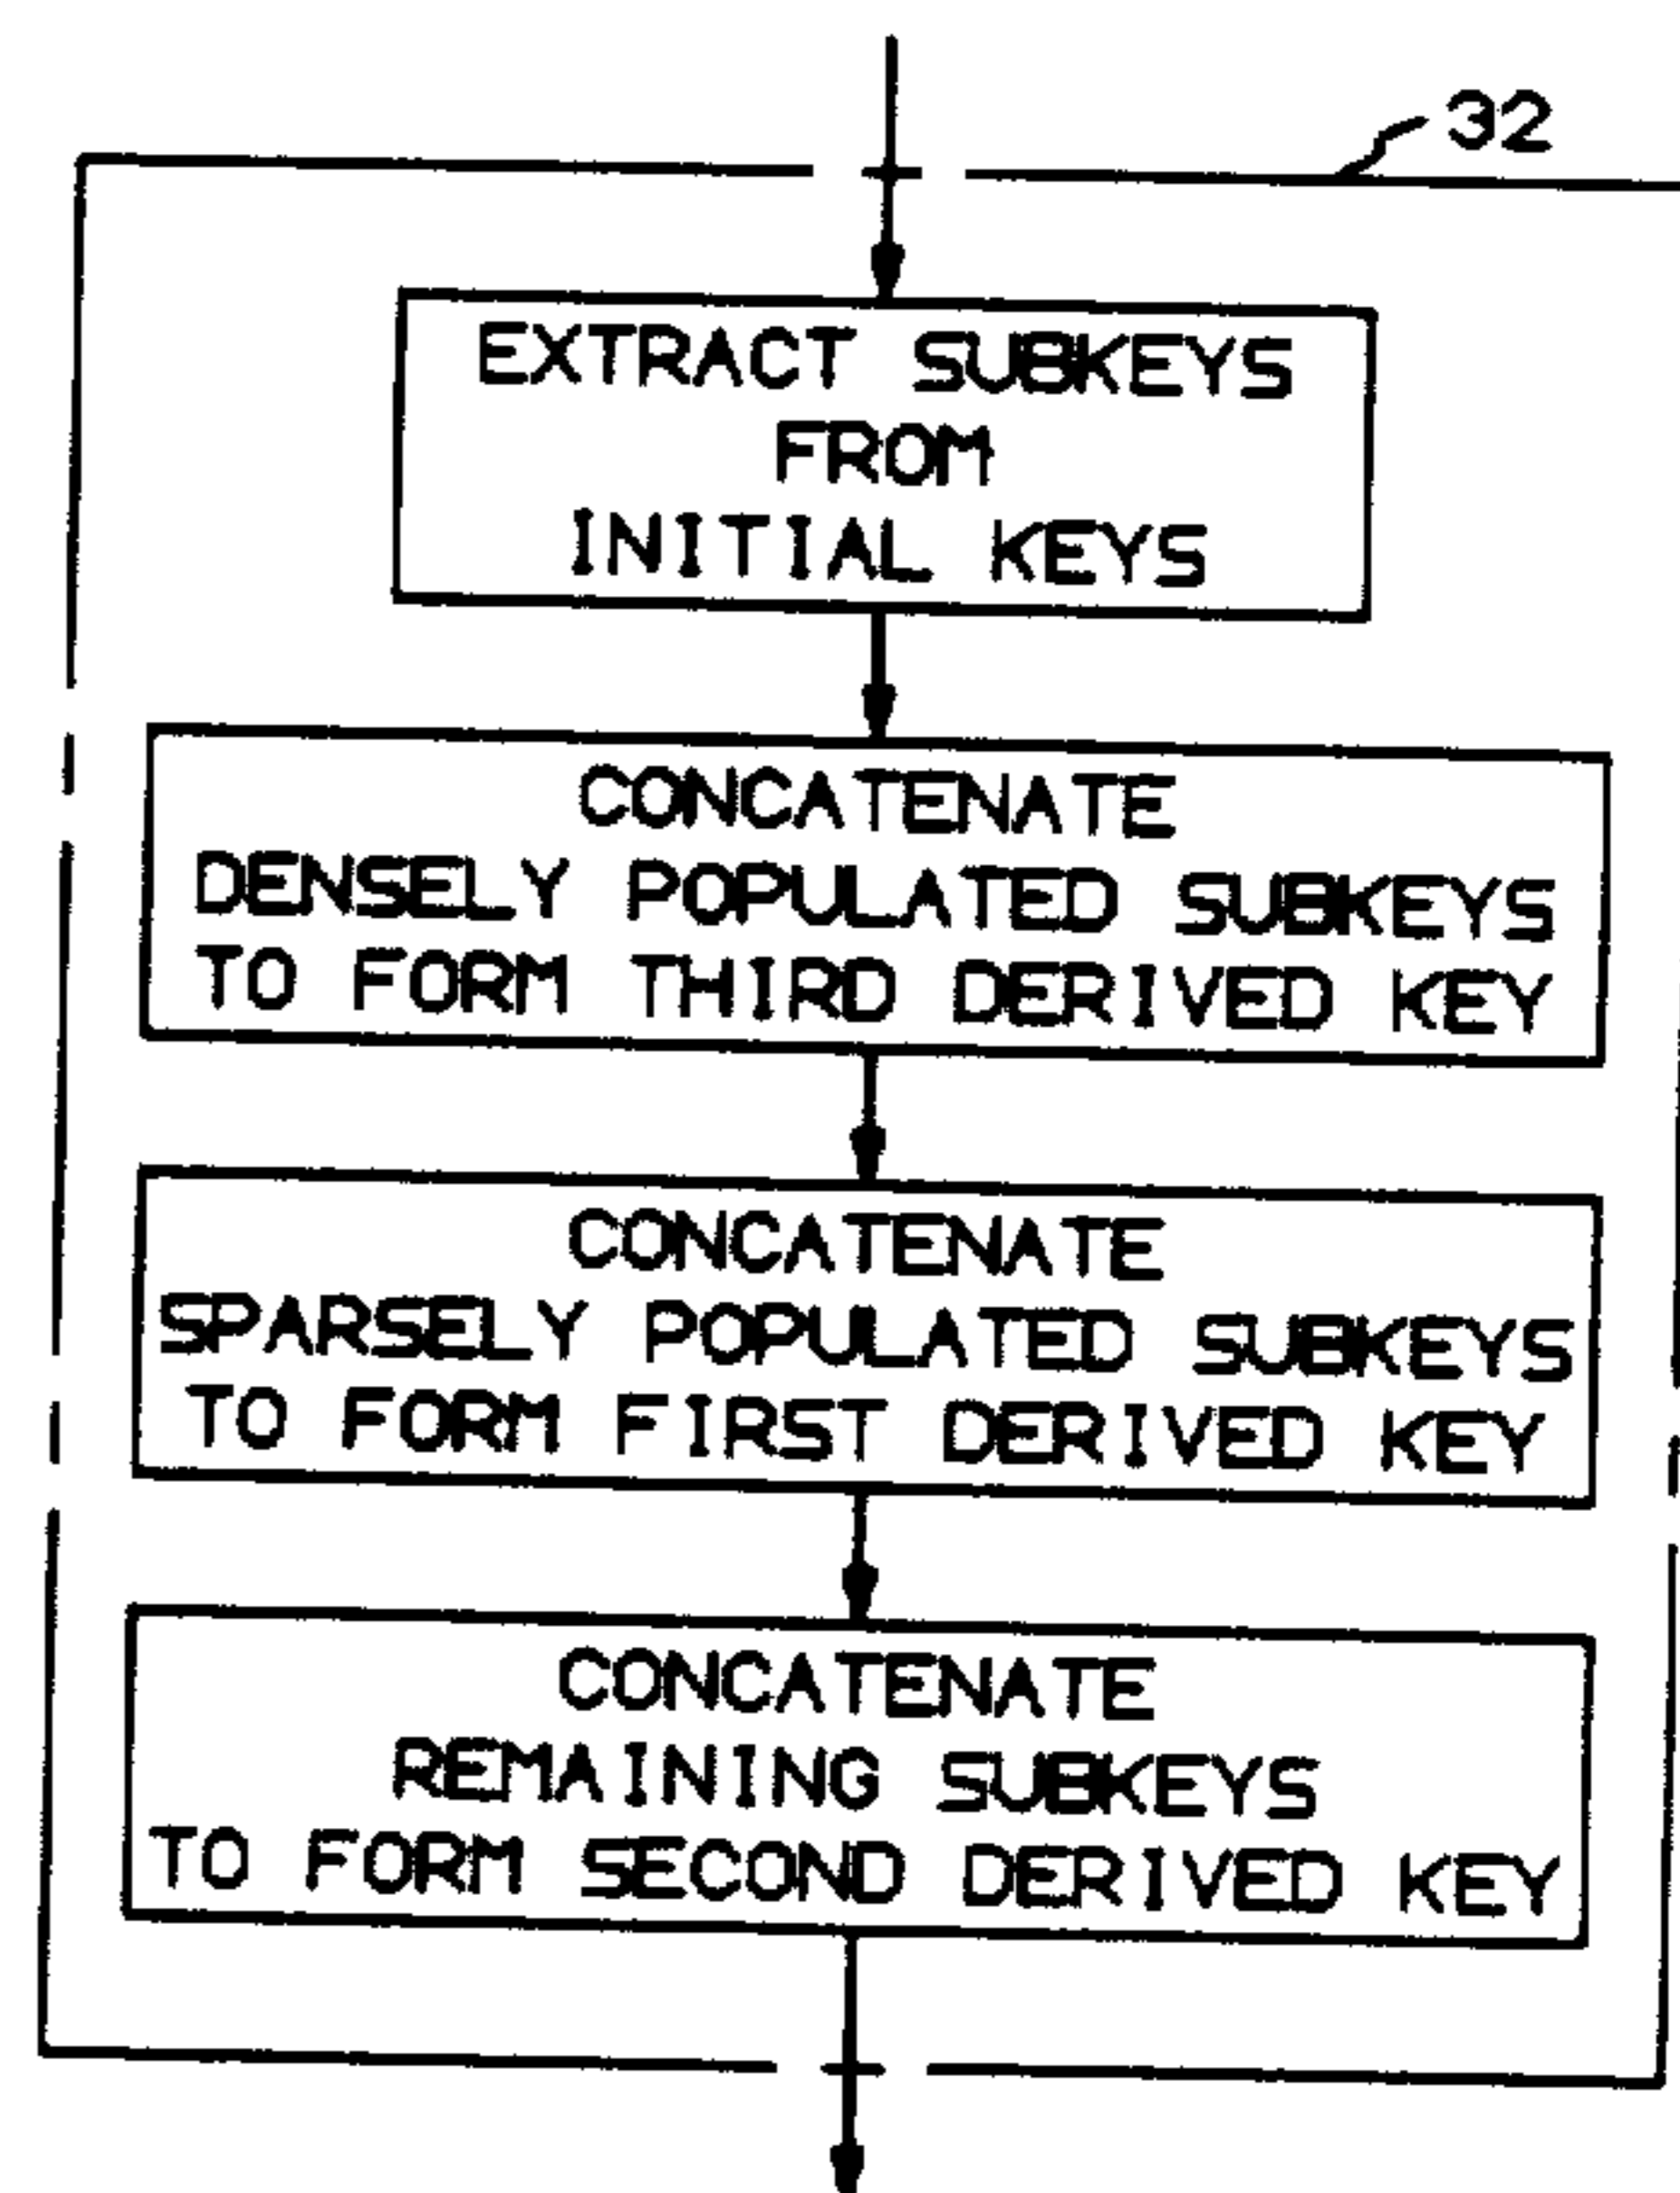 32
EXTRACT SUBKEYS
FROM
INITIAL KEYS
CONCATENATE
DENSELY POPULATED SUBKEYS
TO FORM THIRD DERIVED KEY
CONCATENATE
SPARSELY POPULATED SUBKEYS
TO FORM FIRST DERIVED KEY
CONCATENATE
REMAINING SUBKEYS
TO FORM SECOND DERIVED KEY